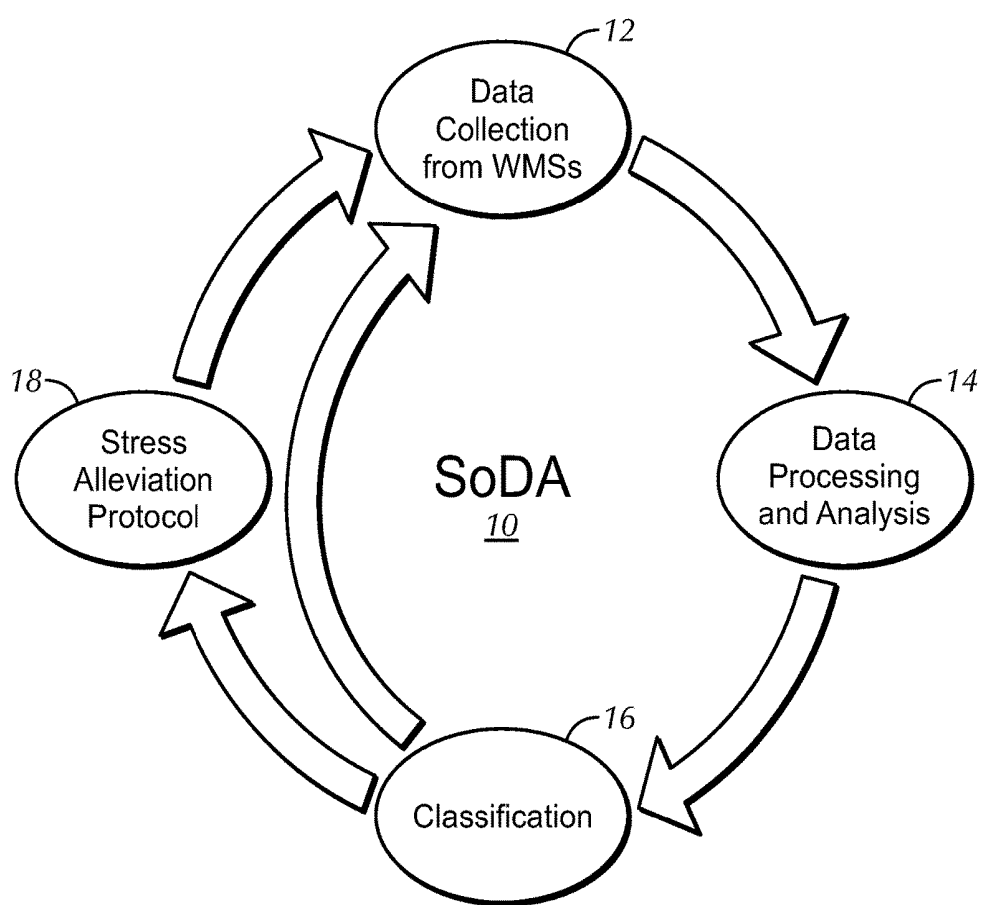 12
Data
Collection
from WMSs
18
14
Stress
Alleviation
Protocol
SoDA
10
Data
Processing
and Analysis
16
Classification